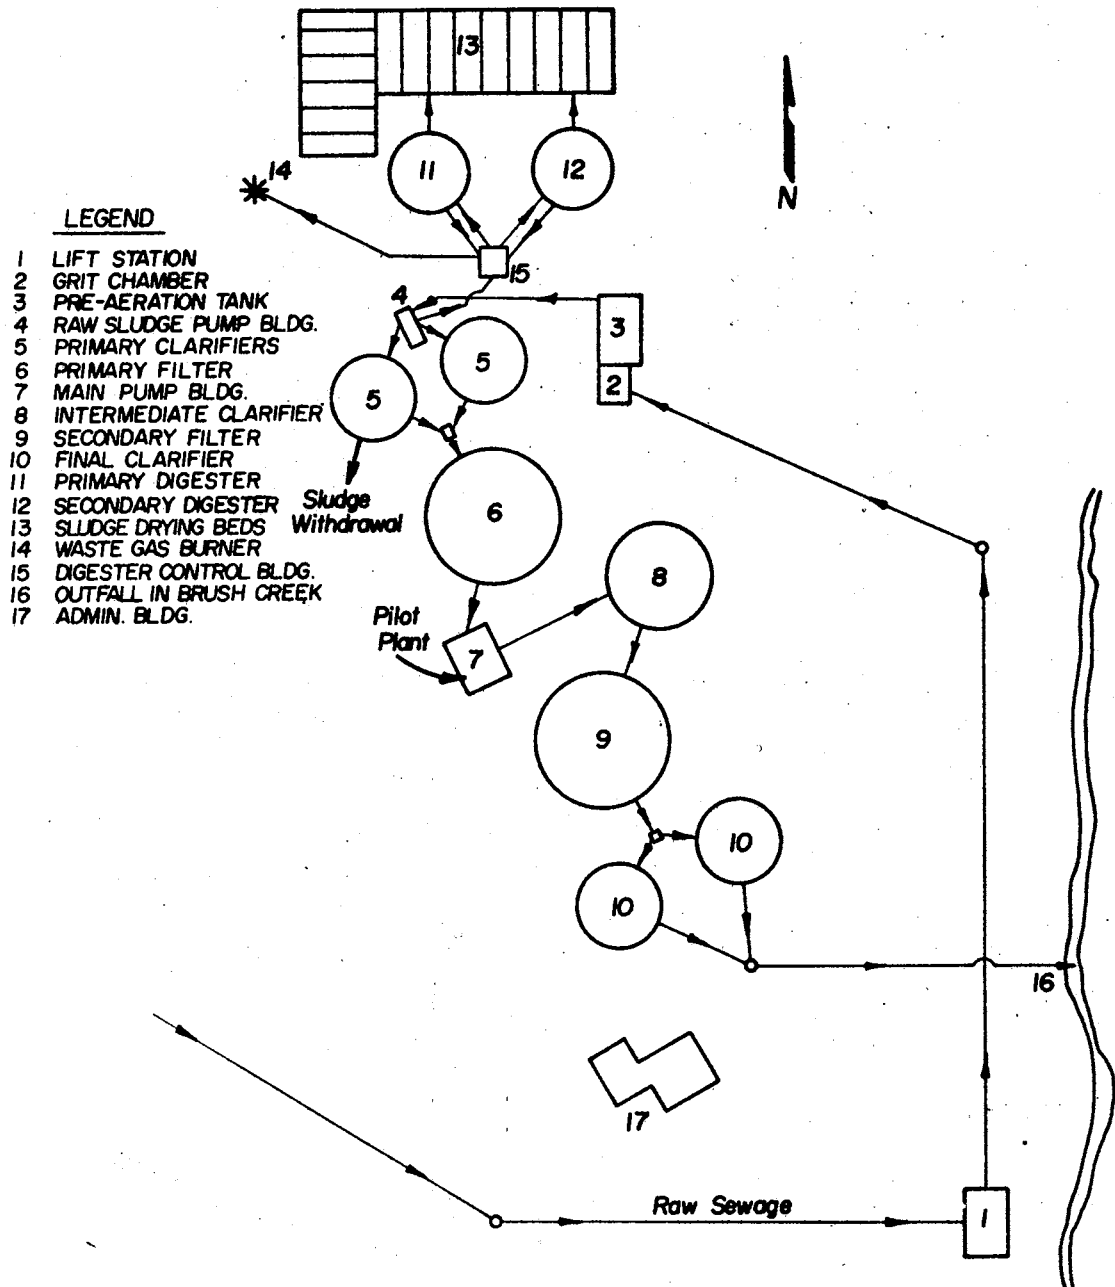 13
14
11
12
N
LEGEND
1 LIFT STATION
2 GRIT CHAMBER
3 PRE-AERATION TANK
4 RAW SLUDGE PUMP BLDG.
5 PRIMARY CLARIFIERS
6 PRIMARY FILTER
7 MAIN PUMP BLDG.
8 INTERMEDIATE CLARIFIER
9 SECONDARY FILTER
10 FINAL CLARIFIER
11 PRIMARY DIGESTER
12 SECONDARY DIGESTER
13 SLUDGE DRYING BEDS
14 WASTE GAS BURNER
15 DIGESTER CONTROL BLDG.
16 OUTFALL IN BRUSH CREEK
17 ADMIN. BLDG.
15
4
3
5
2
5
Sludge
Withdrawal
6
8
Pilot
Plant
7
9
10
10
16
17
Raw Sewage
1